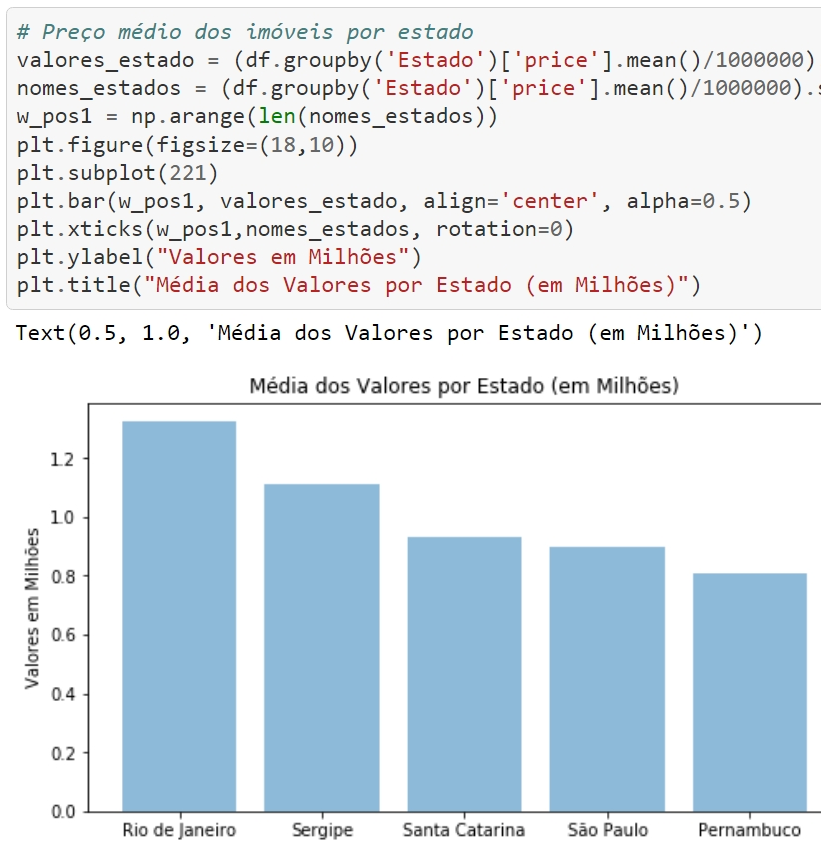 # Preço médio dos imóveis por estado
valores_estado = (df.groupby('Estado')['price'].mean()/1000000)
nomes_estados = (df.groupby('Estado')['price'].mean()/1000000).s
w_pos1 = np.arange(len(nomes_estados))
plt.figure(figsize=(18,10))
plt.subplot(221)
plt.bar(w_pos1, valores_estado, align='center', alpha=0.5)
plt.xticks(w_pos1,nomes_estados, rotation=0)
plt.ylabel("Valores em Milhões")
plt.title("Média dos Valores por Estado (em Milhões)")
Text(0.5, 1.0, 'Média dos Valores por Estado (em Milhões)')
Média dos Valores por Estado (em Milhões)
Valores em Milhões
1.2
1.0
0.8
0.6
0.4
0.2
0.0
Rio de Janeiro Sergipe Santa Catarina São Paulo Pernambuco